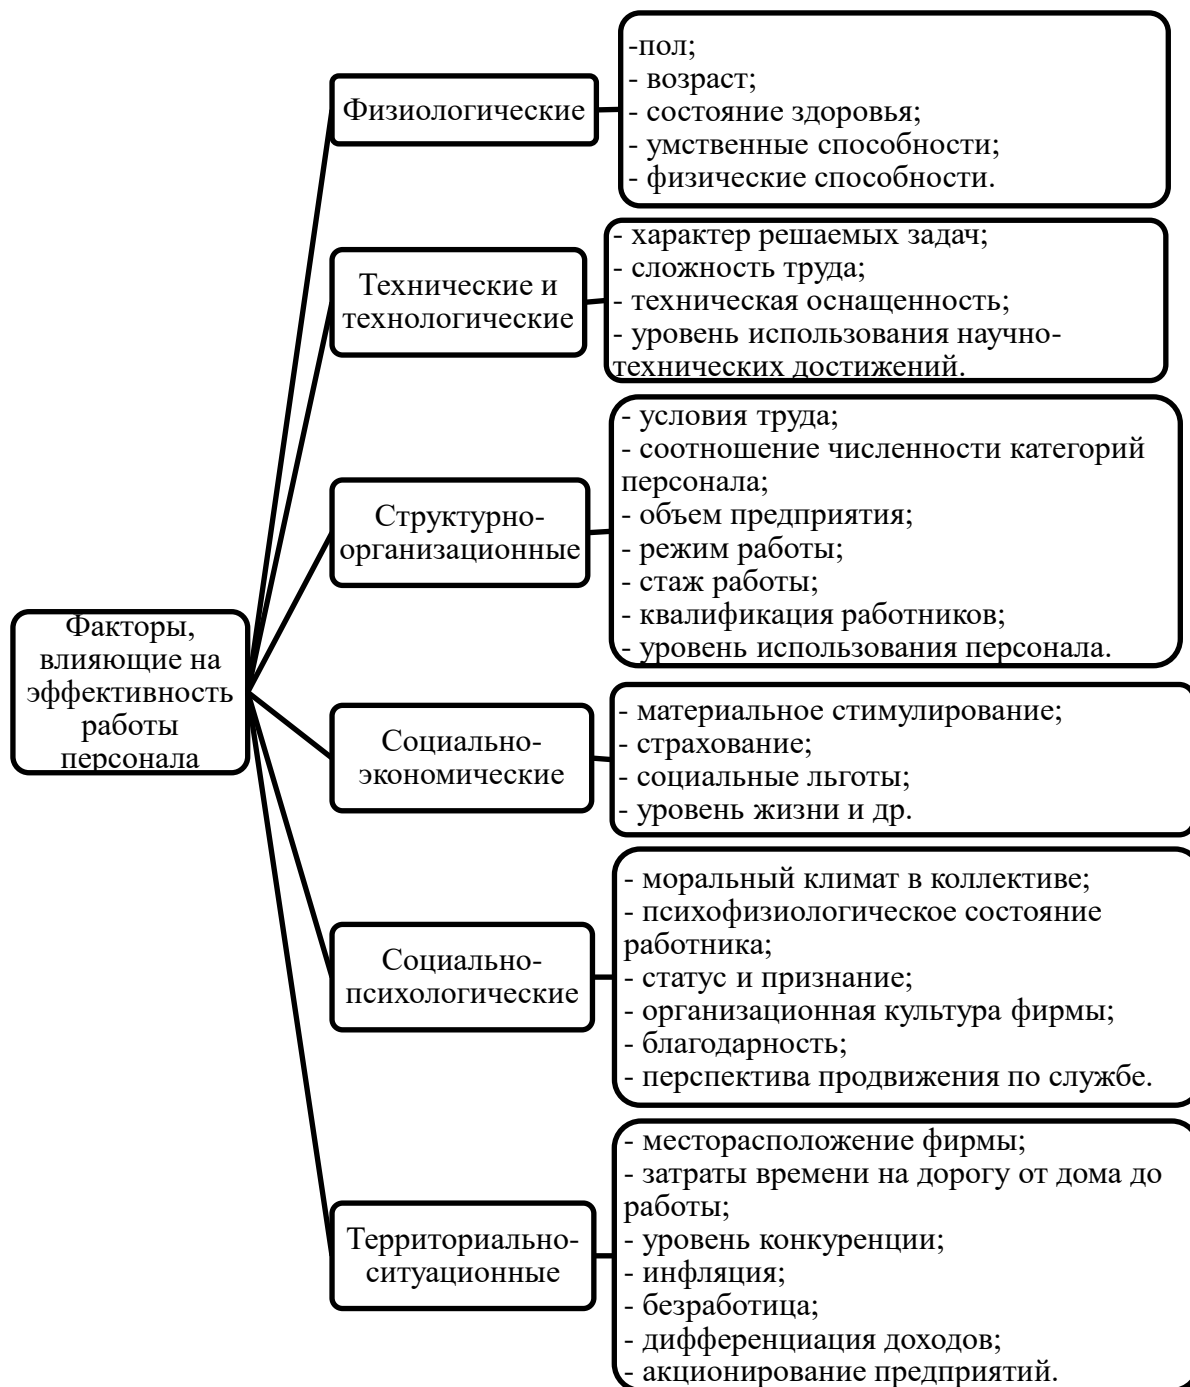 Факторы,
влияющие на
эффективность
работы
персонала
Физиологические
-пол;
- возраст;
- состояние здоровья;
- умственные способности;
- физические способности.
Технические и
технологические
- характер решаемых задач;
- сложность труда;
- техническая оснащенность;
- уровень использования научно-
технических достижений.
Структурно-
организационные
- условия труда;
- соотношение численности категорий
персонала;
- объем предприятия;
- режим работы;
- стаж работы;
- квалификация работников;
- уровень использования персонала.
Социально-
экономические
- материальное стимулирование;
- страхование;
- социальные льготы;
- уровень жизни и др.
Социально-
психологические
- моральный климат в коллективе;
- психофизиологическое состояние
работника;
- статус и признание;
- организационная культура фирмы;
- благодарность;
- перспектива продвижения по службе.
Территориально-
ситуационные
- месторасположение фирмы;
- затраты времени на дорогу от дома до
работы;
- уровень конкуренции;
- инфляция;
- безработица;
- дифференциация доходов;
- акционирование предприятий.